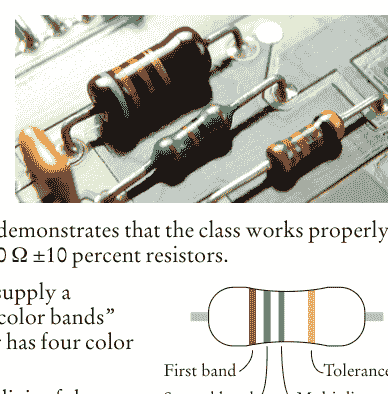 demonstrates that the class works properly
0 Ω ±10 percent resistors.
supply a
color bands”
has four color
First band
Tolerance